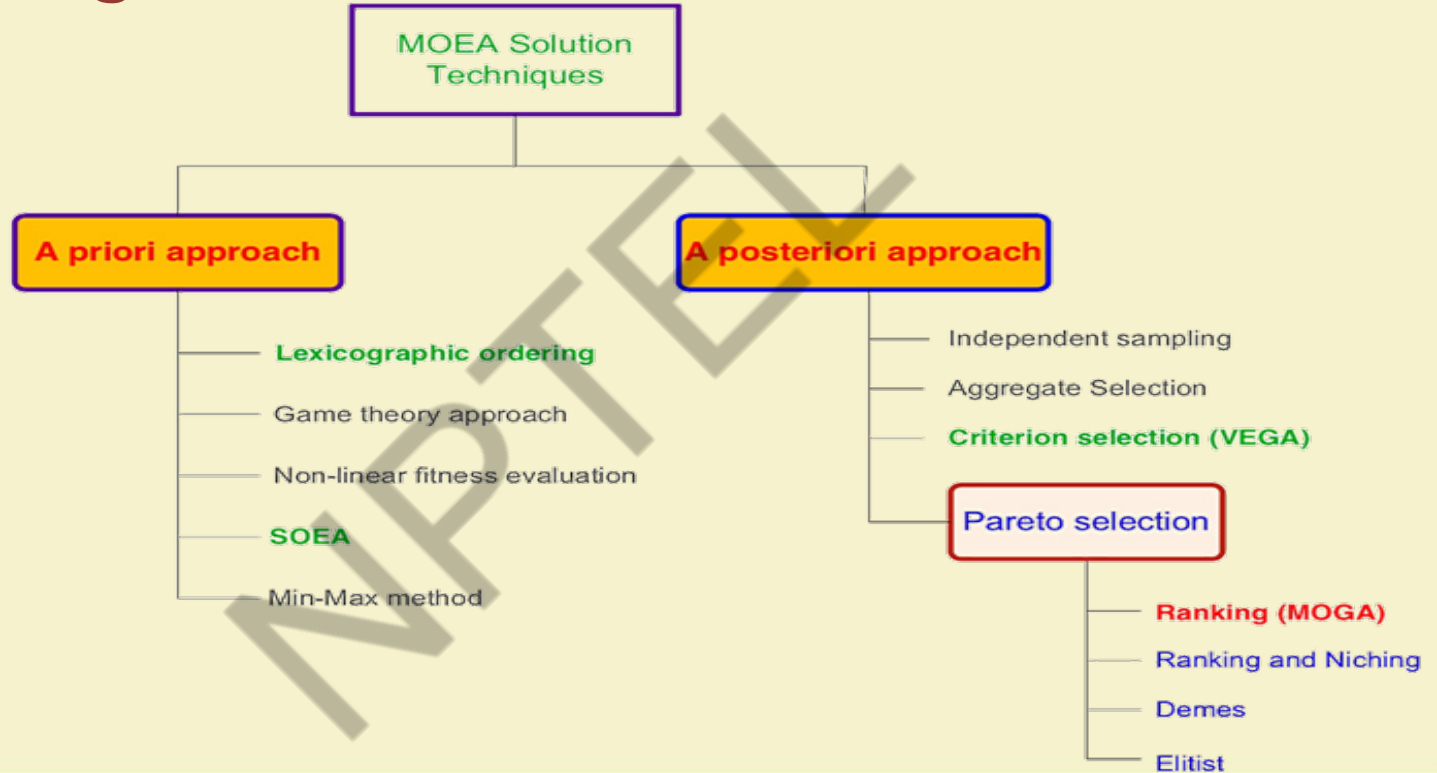 MOEA Solution
Techniques
A priori approach
A posteriori approach
Lexicographic ordering
Game theory approach
Non-linear fitness evaluation
SOEA
Min-Max method
Independent sampling
Aggregate Selection
Criterion selection (VEGA)
Pareto selection
Ranking (MOGA)
Ranking and Niching
Demes
Elitist
NPTEL